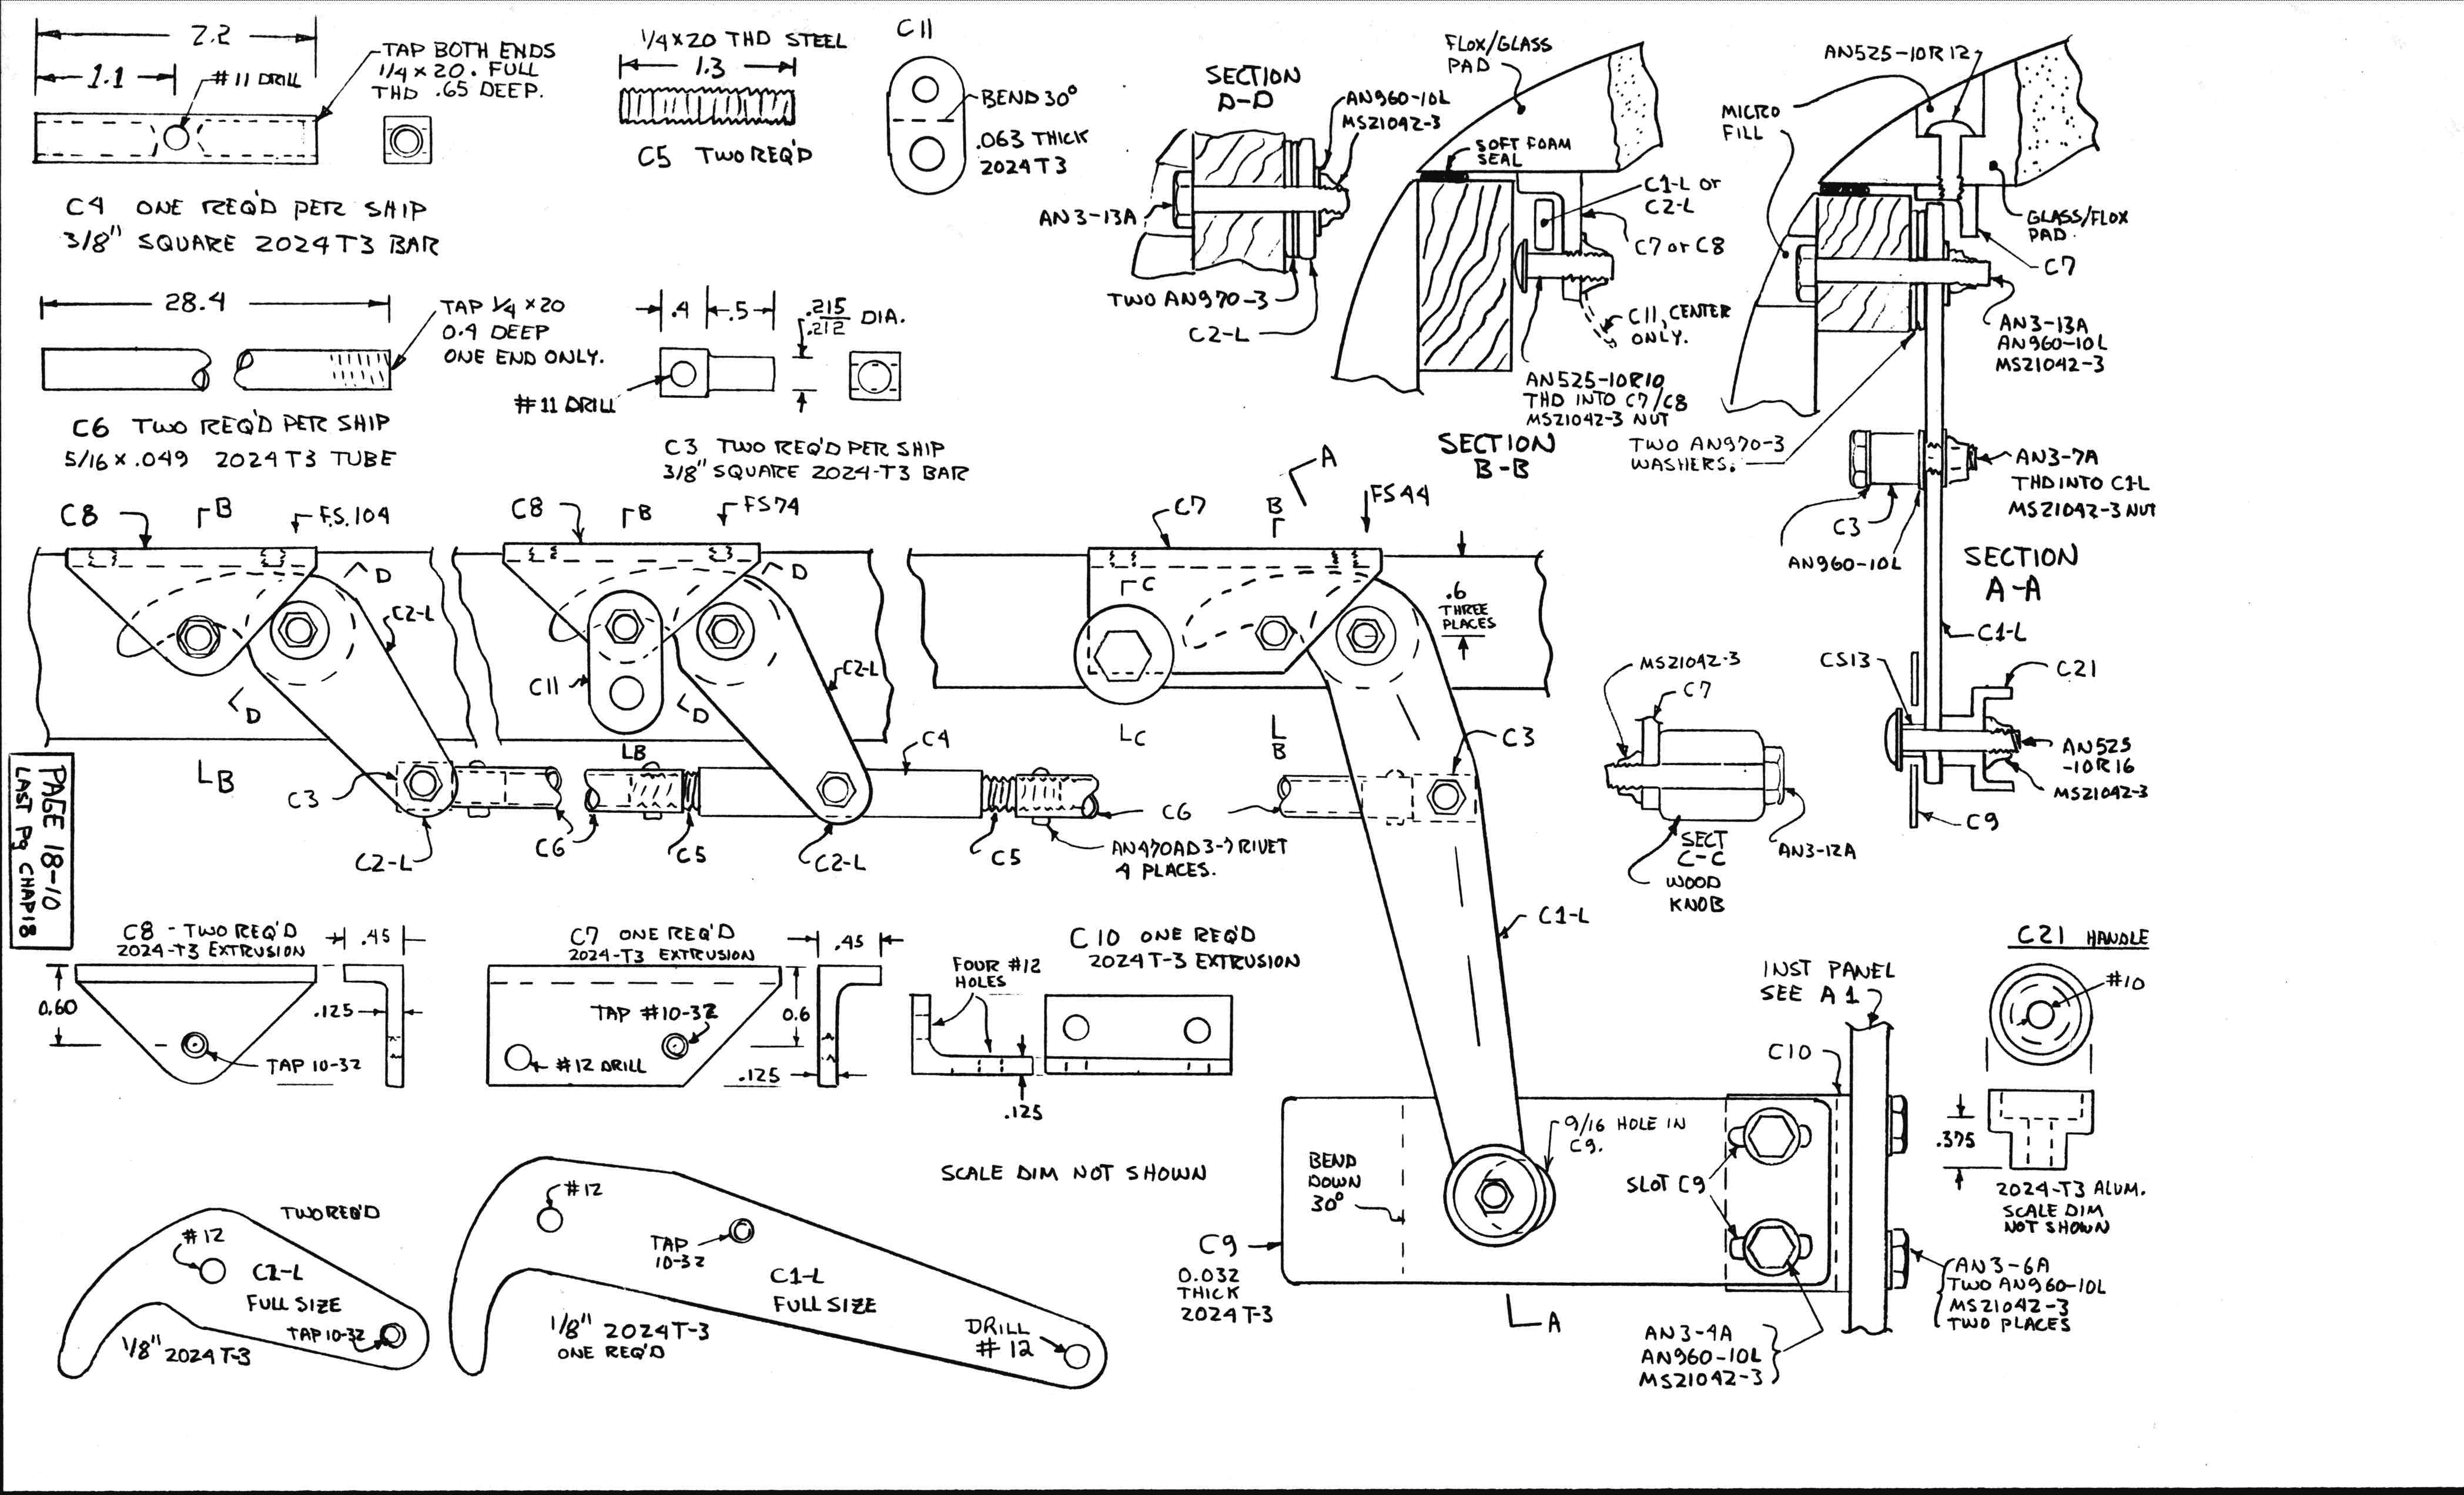 2.2
1.1
#11 DRILL
TAP BOTH ENDS
1/4 × 20. FULL
THD .65 DEEP.
C4 ONE REQ'D PER SHIP
3/8" SQUARE 2024T3 BAR
1/4×20 THD STEEL
1.3
C5 TWO REQ'D
C11
BEND 30°
.063 THICK
2024T3
SECTION
D-D
AN960-10L
MS21042-3
AN3-13A
TWO AN970-3
C2-L
FLOX/GLASS
PAD
SOFT FOAM
SEAL
C1-L or
C2-L
C7 or C8
C11, CENTER
ONLY.
AN525-10R10
THD INTO C7/C8
MS21042-3 NUT
SECTION
B-B
AN525-10R12
MICRO
FILL
GLASS/FLOX
PAD.
C7
AN3-13A
AN960-10L
MS21042-3
TWO AN970-3
WASHERS.
AN3-7A
THD INTO C1-L
MS21042-3 NUT
C3
AN960-10L
SECTION
A-A
C1-L
CS13
C21
AN525
-10R16
MS21042-3
C9
28.4
TAP 1/4 × 20
0.4 DEEP
ONE END ONLY.
C6 TWO REQ'D PER SHIP
5/16 × .049 2024T3 TUBE
.4
.5
.215
.212 DIA.
#11 DRILL
C3 TWO REQ'D PER SHIP
3/8" SQUARE 2024-T3 BAR
C8
B
F.S.104
D
C2-L
D
B
C3
C2-L
C6
C8
B
FS74
D
C2-L
C11
D
B
C4
C5
C2-L
C5
C7
B
A
FS44
C
.6
THREE
PLACES
C
B
C3
C6
AN470AD3-7 RIVET
4 PLACES.
C1-L
MS21042-3
C7
SECT
C-C
WOOD
KNOB
AN3-12A
PAGE 18-10
LAST Pg CHAP 18
C8 - TWO REQ'D
2024-T3 EXTRUSION
.45
0.60
.125
TAP 10-32
C7 ONE REQ'D
2024-T3 EXTRUSION
.45
TAP #10-32
0.6
#12 DRILL
.125
C10 ONE REQ'D
2024T-3 EXTRUSION
FOUR #12
HOLES
.125
INST PANEL
SEE A1
C10
C21 HANDLE
#10
.375
2024-T3 ALUM.
SCALE DIM
NOT SHOWN
9/16 HOLE IN
C9.
BEND
DOWN
30°
SLOT C9
C9
0.032
THICK
2024T-3
A
AN3-6A
TWO AN960-10L
MS21042-3
TWO PLACES
AN3-4A
AN960-10L
MS21042-3
SCALE DIM NOT SHOWN
TWO REQ'D
#12
C2-L
FULL SIZE
TAP 10-32
1/8" 2024T-3
#12
TAP
10-32
C1-L
FULL SIZE
1/8" 2024T-3
ONE REQ'D
DRILL
#12